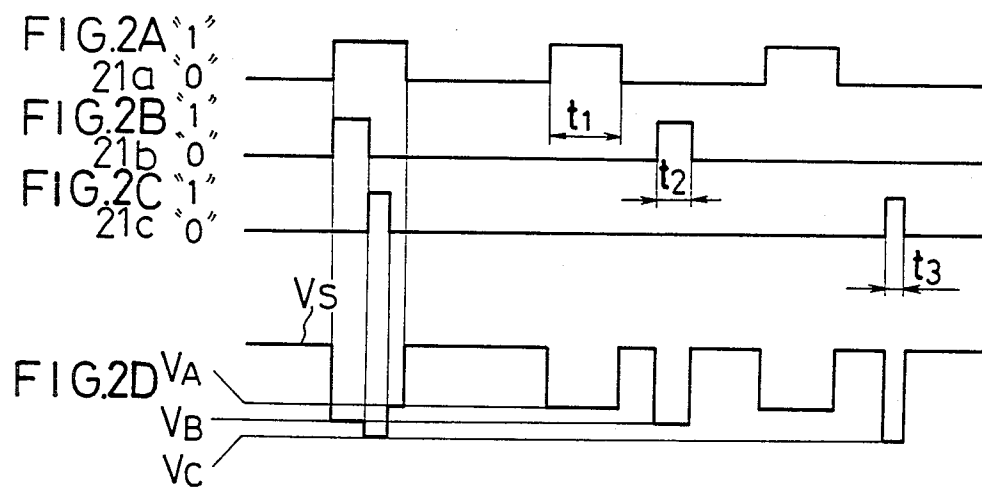 FIG.2A "1"
21a "0"
FIG.2B "1"
21b "0"
FIG.2C "1"
21c "0"
t1
t2
t3
VS
FIG.2D VA
VB
VC